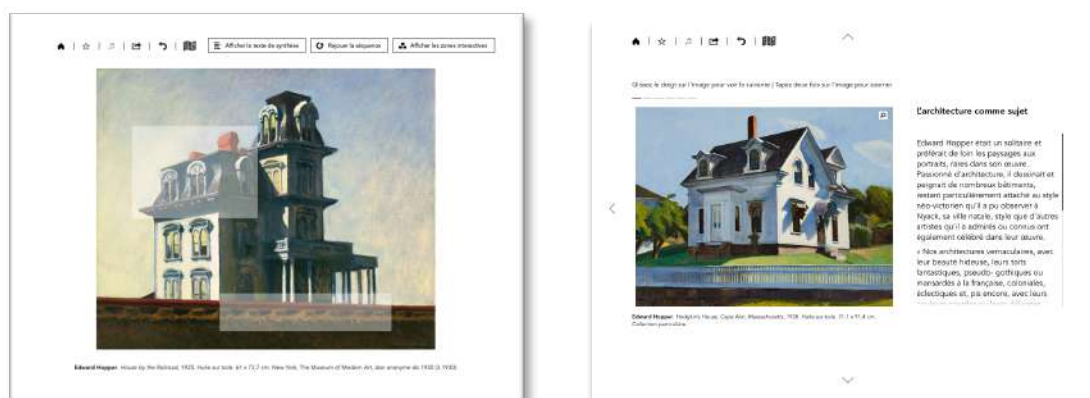 Afficher le texte de synthèse
Rejouer la séquence
Afficher les zones interactives
Edward Hopper. House by the Railroad, 1925. Huile sur toile. 61 x 73,7 cm. New York, The Museum of Modern Art, don anonyme de 1930 (3.1930)
Glissez le doigt sur l'image pour voir la suivante | Tapez deux fois sur l'image pour zoomer
Edward Hopper. Hodgkin's House, Cape Ann, Massachusetts, 1928. Huile sur toile. 71,1 x 91,4 cm.
Collection particulière
L'architecture comme sujet
Edward Hopper était un solitaire et
préférait de loin les paysages aux
portraits, rares dans son œuvre.
Passionné d'architecture, il dessinait et
peignait de nombreux bâtiments,
restant particulièrement attaché au style
néo-victorien qu'il a pu observer à
Nyack, sa ville natale, style que d'autres
artistes qu'il a admirés ou connus ont
également célébré dans leur œuvre.
« Nos architectures vernaculaires, avec
leur beauté hideuse, leurs toits
fantastiques, pseudo- gothiques ou
mansardés à la française, coloniales,
éclectiques et, pis encore, avec leurs